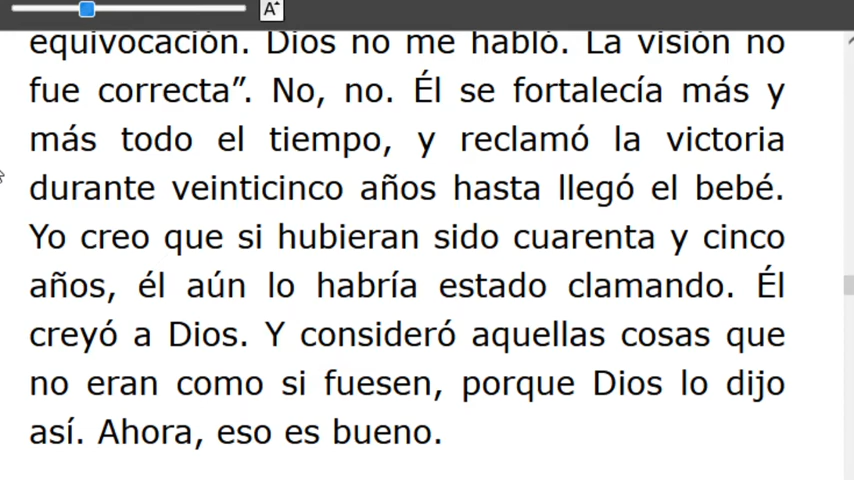 A
equivocación. Dios no me habló. La visión no
fue correcta”. No, no. Él se fortalecía más y
más todo el tiempo, y reclamó la victoria
durante veinticinco años hasta llegó el bebé.
Yo creo que si hubieran sido cuarenta y cinco
años, él aún lo habría estado clamando. Él
creyó a Dios. Y consideró aquellas cosas que
no eran como si fuesen, porque Dios lo dijo
así. Ahora, eso es bueno.